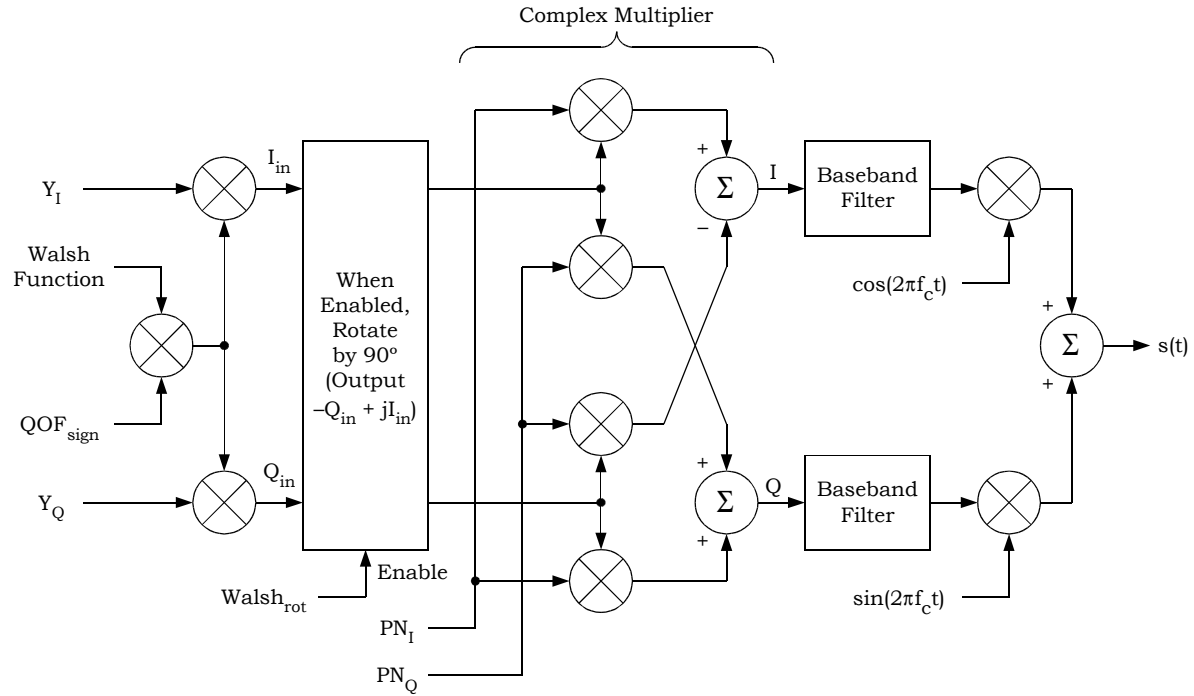 Complex Multiplier
Y_I
I_in
Walsh
Function
QOF_sign
Y_Q
Q_in
When
Enabled,
Rotate
by 90º
(Output
–Q_in + jI_in)
Enable
Walsh_rot
PN_I
PN_Q
+
Σ
–
I
Baseband
Filter
cos(2πf_ct)
+
Σ
+
s(t)
+
Σ
+
Q
Baseband
Filter
sin(2πf_ct)